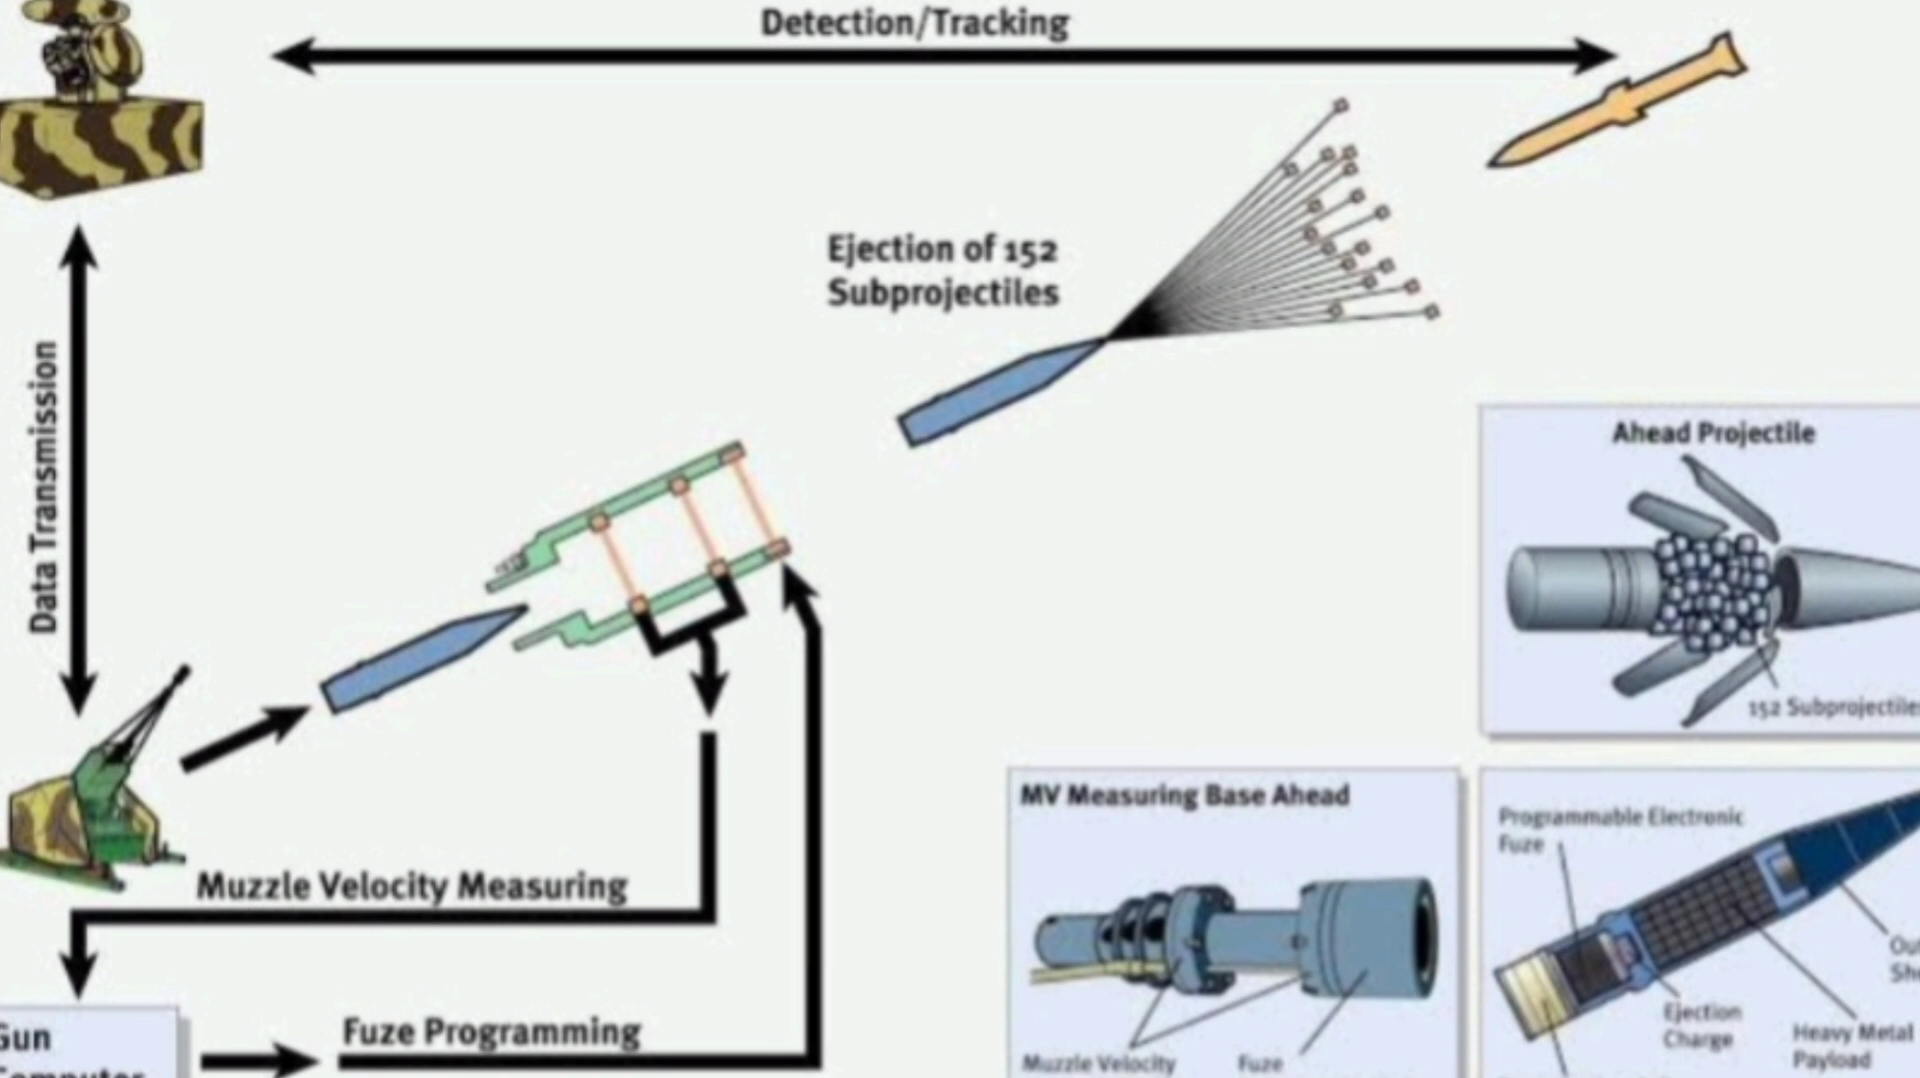 Detection/Tracking
Ejection of 152
Subprojectiles
Data Transmission
Ahead Projectile
152 Subprojectiles
MV Measuring Base Ahead
Programmable Electronic
Fuze
Muzzle Velocity Measuring
Ejection
Charge
Heavy Metal
Payload
Gun
Fuze Programming
Muzzle Velocity
Fuze